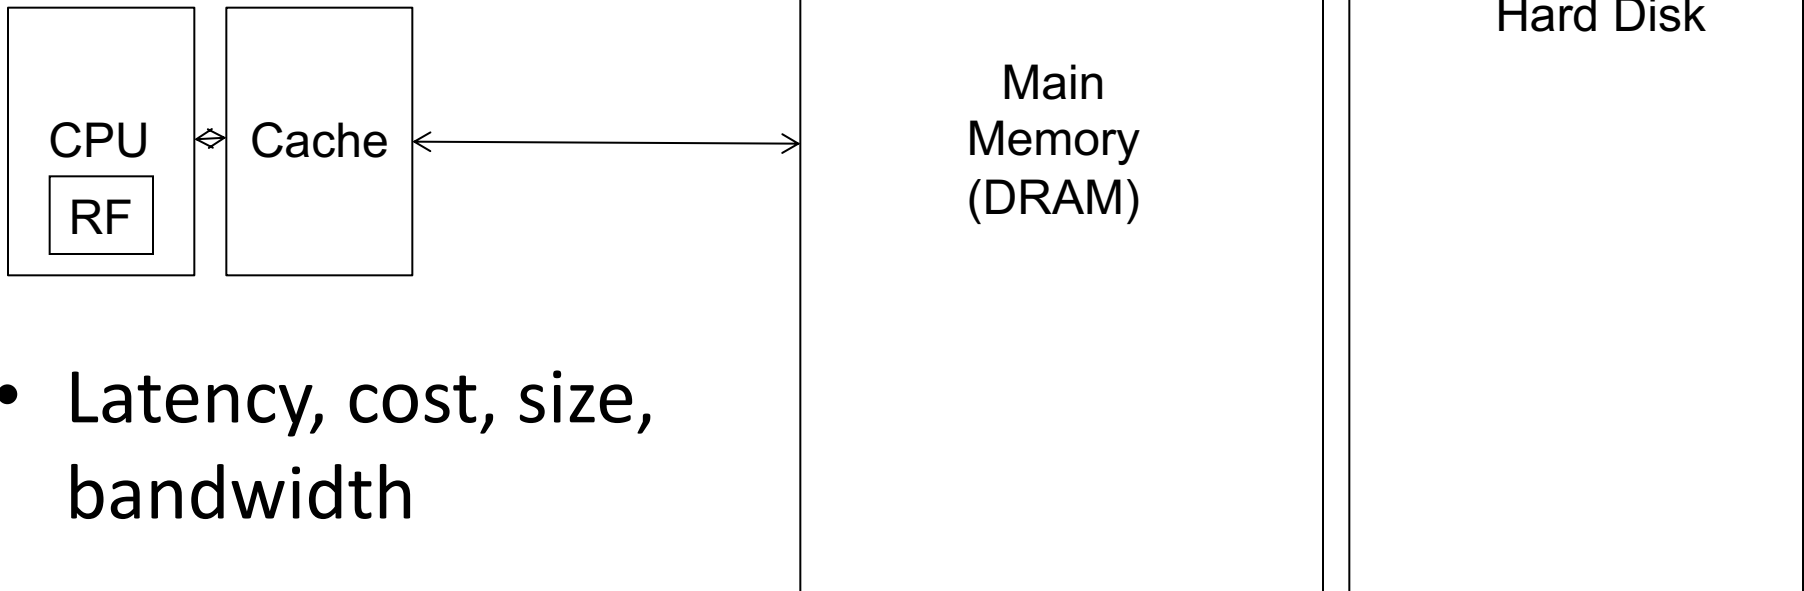 Hard Disk
Main
Memory
(DRAM)
CPU
Cache
RF
• Latency, cost, size,
bandwidth